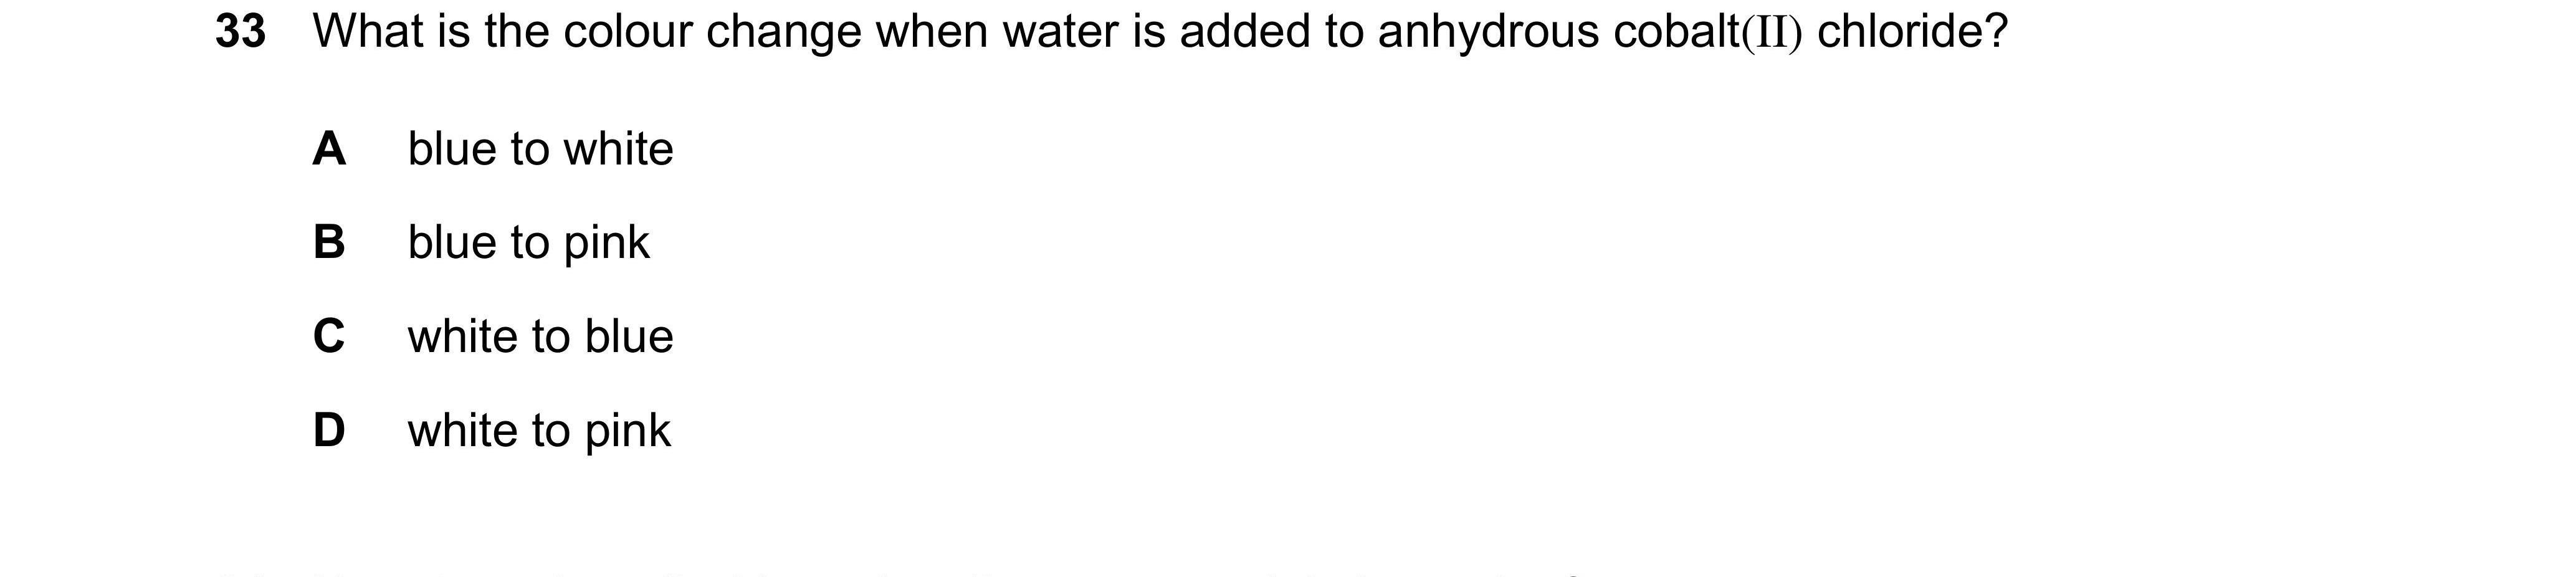 33 What is the colour change when water is added to anhydrous cobalt(II) chloride?
A blue to white
B blue to pink
C white to blue
D white to pink